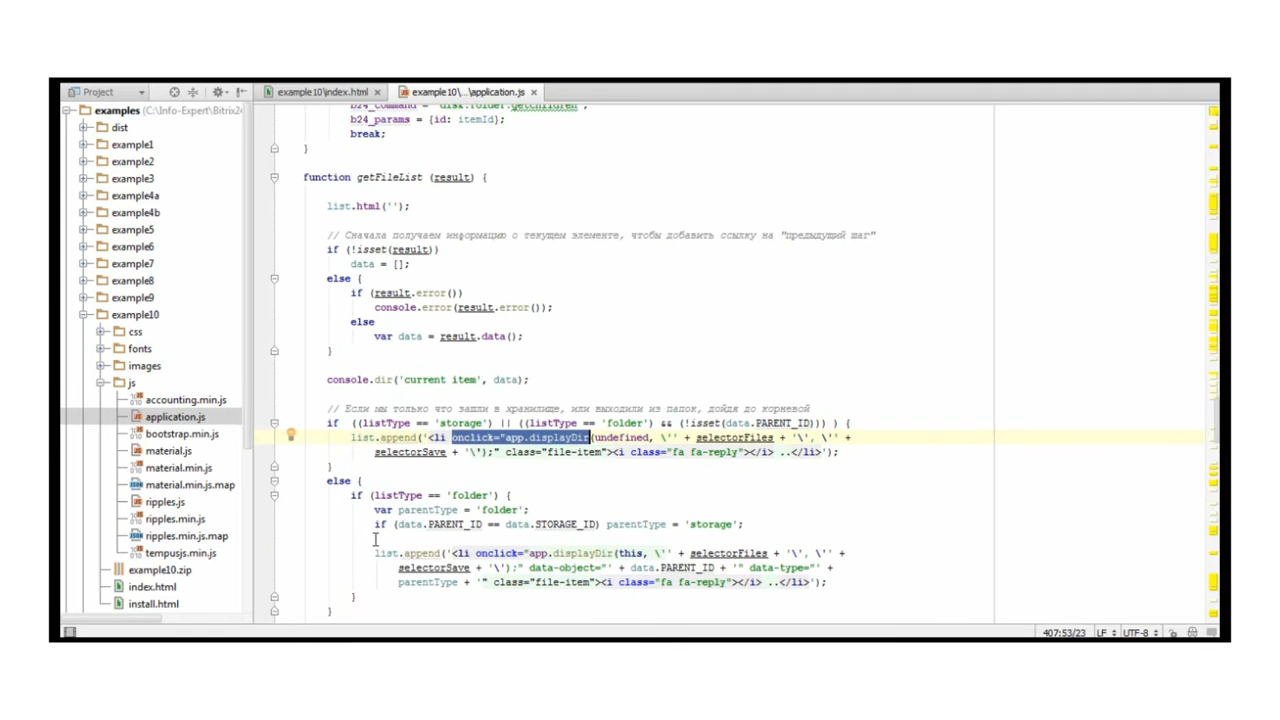 Project
example10\index.html
example10\...\application.js
examples (C:\Info-Expert\Bitrix24
dist
example1
example2
example3
example4a
example4b
example5
example6
example7
example8
example9
example10
css
fonts
images
js
accounting.min.js
application.js
bootstrap.min.js
material.js
material.min.js
material.min.js.map
ripples.js
ripples.min.js
ripples.min.js.map
tempusjs.min.js
example10.zip
index.html
install.html
b24_command = 'disk.folder.getchildren';
b24_params = {id: itemId};
break;
}
function getFileList (result) {
list.html('');
// Сначала получаем информацию о текущем элементе, чтобы добавить ссылку на "предыдущий шаг"
if (!isset(result))
data = [];
else {
if (result.error())
console.error(result.error());
else
var data = result.data();
}
console.dir('current item', data);
// Если мы только что зашли в хранилище, или выходили из папок, дойдя до корневой
if ((listType == 'storage') || ((listType == 'folder') && (!isset(data.PARENT_ID))) ) {
list.append('<li onclick="app.displayDir(undefined, \'' + selectorFiles + '\', \'' +
selectorSave + '\');" class="file-item"><i class="fa fa-reply"></i> ..</li>');
}
else {
if (listType == 'folder') {
var parentType = 'folder';
if (data.PARENT_ID == data.STORAGE_ID) parentType = 'storage';
list.append('<li onclick="app.displayDir(this, \'' + selectorFiles + '\', \'' +
selectorSave + '\');" data-object="' + data.PARENT_ID + '" data-type="' +
parentType + '" class="file-item"><i class="fa fa-reply"></i> ..</li>');
}
}
407:53/23 LF UTF-8